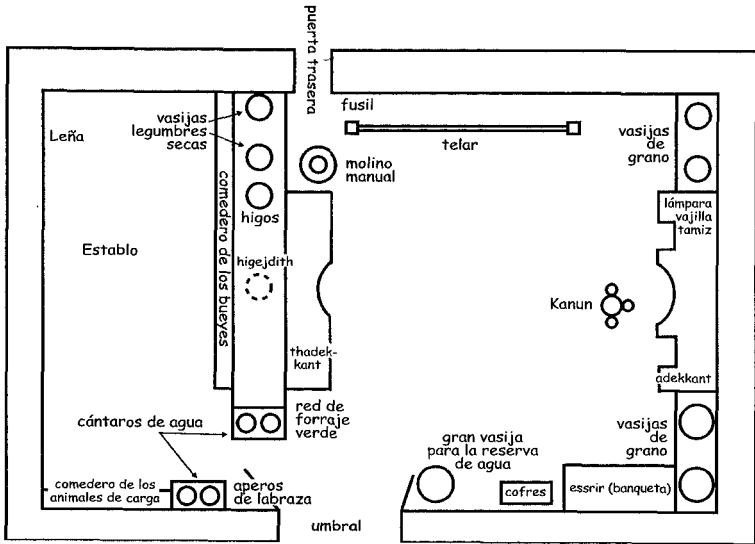 puerta trasera
fusil
telar
Leña
vasijas
legumbres
secas
molino
manual
vasijas
de
grano
higos
lámpara
vajilla
tamiz
comedero de los bueyes
Establo
higejdith
Kanun
thadek-
kant
adekkant
cántaros de agua
red de
forraje
verde
gran vasija
para la reserva
de agua
vasijas
de
grano
comedero de los
animales de carga
aperos
de labraza
cofres
essrir (banqueta)
umbral